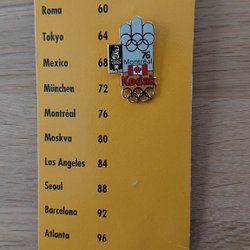 Roma 60
Tokyo 64
Mexico 68
München 72
Montréal 76
Moskva 80
Los Angeles 84
Seoul 88
Barcelona 92
Atlanta 96
76
Montréal
Kodak